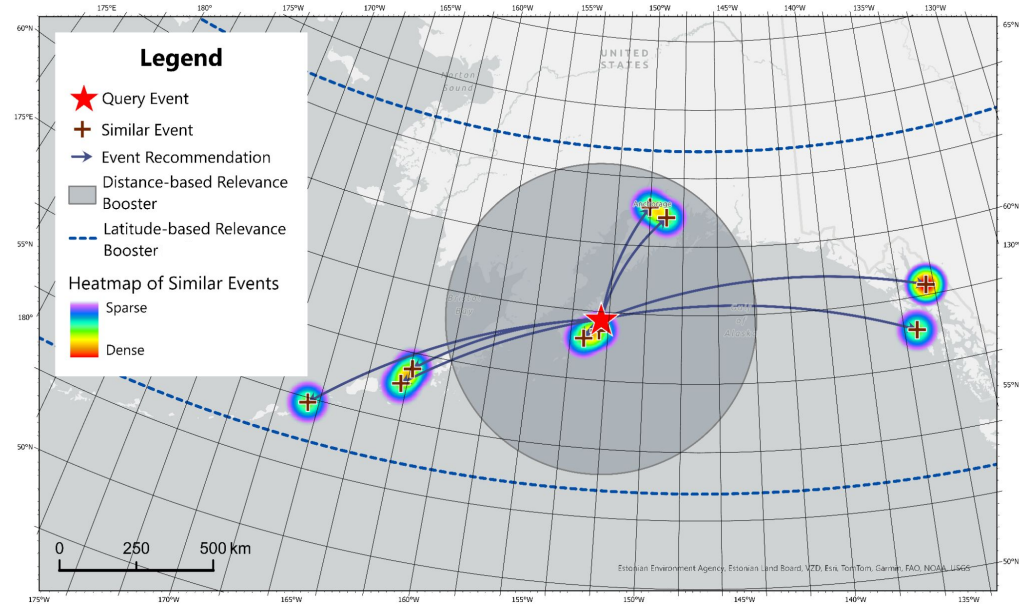 175°E
180°
175°W
170°W
165°W
160°W
155°W
150°W
145°W
140°W
135°W
130°W
60°N
175°E
55°N
180°
50°N
65°N
60°N
130°W
55°N
50°N
UNITED
STATES
Norton
Sound
Anchorage
Gulf
of
Alaska
Legend
Query Event
Similar Event
Event Recommendation
Distance-based Relevance
Booster
Latitude-based Relevance
Booster
Heatmap of Similar Events
Sparse
Dense
0 250 500 km
Estonian Environment Agency, Estonian Land Board, VZD, Esri, TomTom, Garmin, FAO, NOAA, USGS
175°W
170°W
165°W
160°W
155°W
150°W
145°W
140°W
135°W